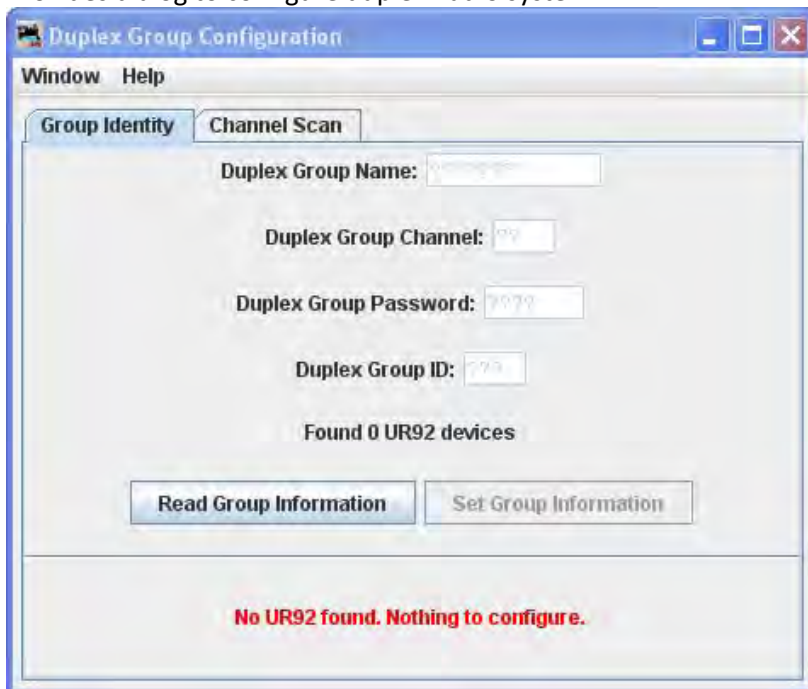 Duplex Group Configuration
Window Help
Group Identity Channel Scan
Duplex Group Name: ????????
Duplex Group Channel: ??
Duplex Group Password: ????
Duplex Group ID: ???
Found 0 UR92 devices
Read Group Information Set Group Information
No UR92 found. Nothing to configure.